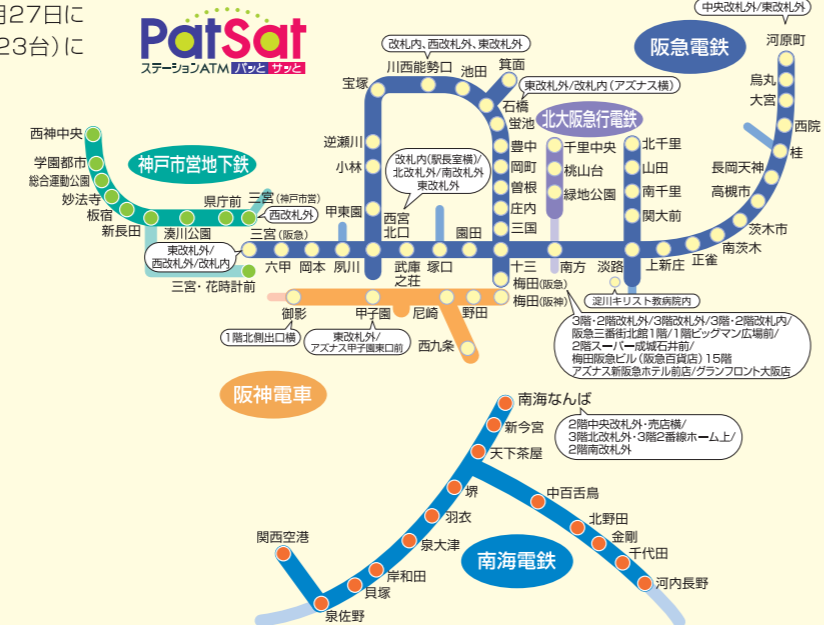 月27日に
23台)に
PatSat
ステーションATM パッと サッと
中央改札外/東改札外
阪急電鉄
河原町
烏丸
大宮
西院
桂
長岡天神
高槻市
茨木市
南茨木
正雀
上新庄
淡路
改札内、西改札外、東改札外
宝塚
川西能勢口
池田
箕面
東改札外/改札内(アズナス横)
石橋
蛍池
豊中
岡町
曽根
庄内
三国
十三
北大阪急行電鉄
千里中央
桃山台
緑地公園
北千里
山田
南千里
関大前
南方
逆瀬川
小林
甲東園
西宮
北口
改札内(駅長室横)/
北改札外/南改札外
東改札外
神戸市営地下鉄
西神中央
学園都市
総合運動公園
妙法寺
板宿
新長田
湊川公園
県庁前
三宮(神戸市営)
西改札外
三宮(阪急)
東改札外/
西改札外/改札内
三宮・花時計前
六甲
岡本
夙川
武庫
之荘
塚口
園田
梅田(阪急)
梅田(阪神)
御影
1階北側出口横
甲子園
東改札外/
アズナス甲子園東口前
尼崎
野田
西九条
阪神電車
淀川キリスト教病院内
3階・2階改札外/3階改札外/3階・2階改札内/
阪急三番街北館1階/1階ビッグマン広場前/
2階スーパー成城石井前/
梅田阪急ビル(阪急百貨店)15階
アズナス新阪急ホテル前店/グランフロント大阪店
南海なんば
2階中央改札外・売店横/
3階北改札外・3階2番線ホーム上/
2階南改札外
新今宮
天下茶屋
堺
羽衣
泉大津
岸和田
貝塚
泉佐野
関西空港
中百舌鳥
北野田
金剛
千代田
河内長野
南海電鉄